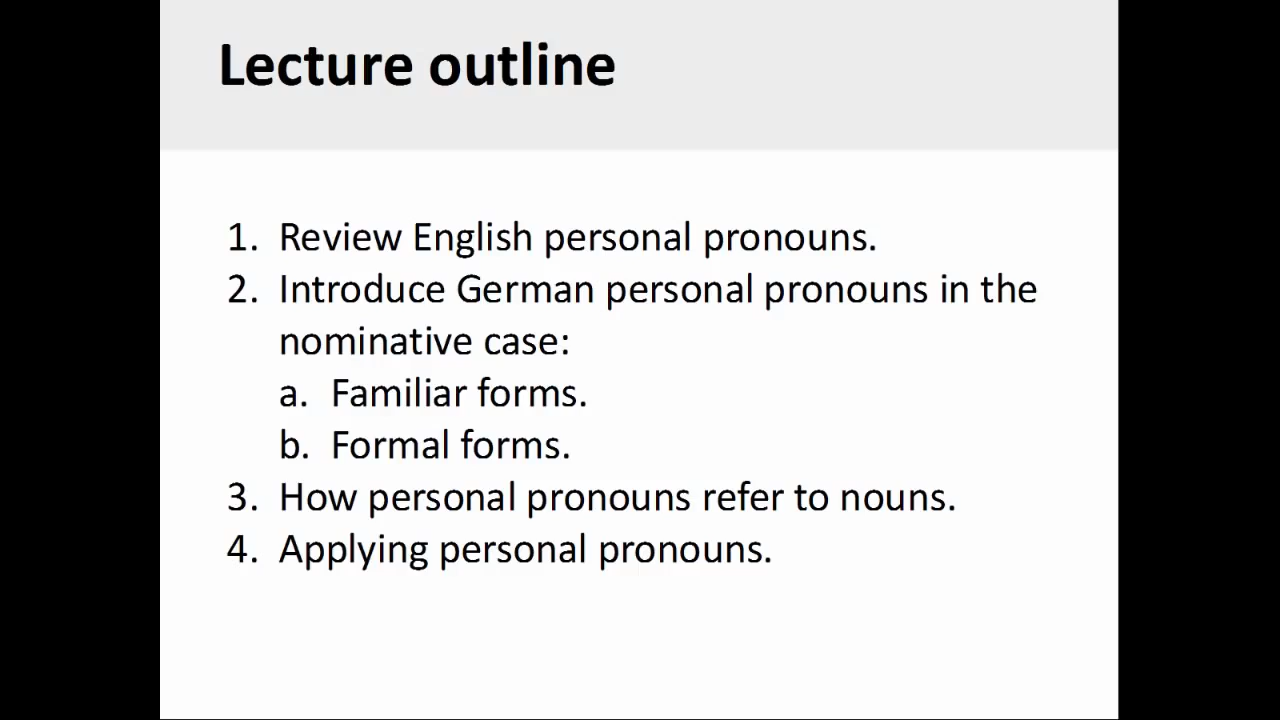 Lecture outline
1. Review English personal pronouns.
2. Introduce German personal pronouns in the
nominative case:
a. Familiar forms.
b. Formal forms.
3. How personal pronouns refer to nouns.
4. Applying personal pronouns.